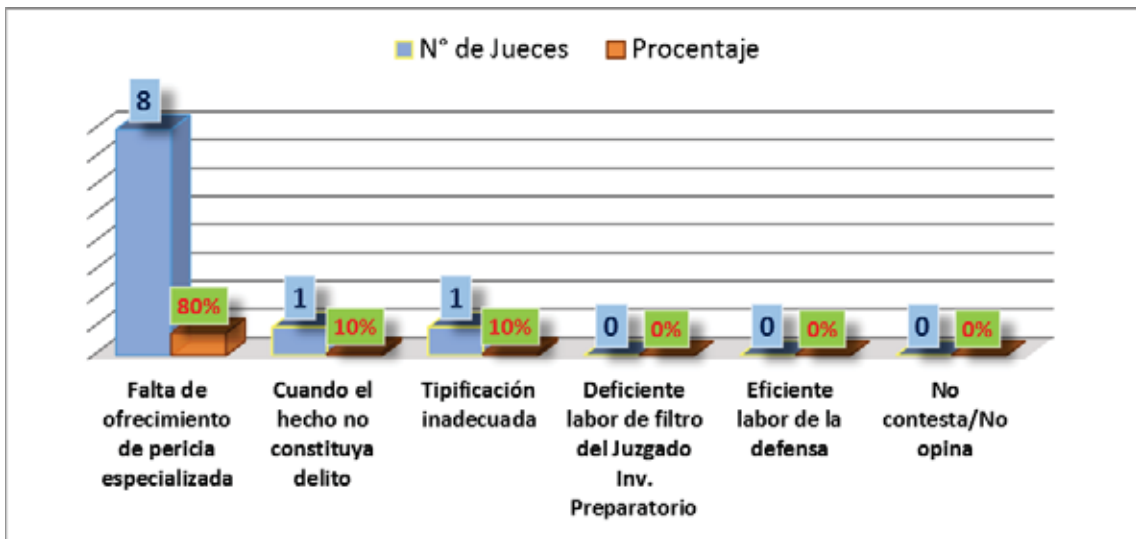 N° de Jueces Procentaje
8
80%
1
10%
1
10%
0
0%
0
0%
0
0%
Falta de
ofrecimiento
de pericia
especializada
Cuando el
hecho no
constituya
delito
Tipificación
inadecuada
Deficiente
labor de filtro
del Juzgado
Inv.
Preparatorio
Eficiente
labor de la
defensa
No
contesta/No
opina